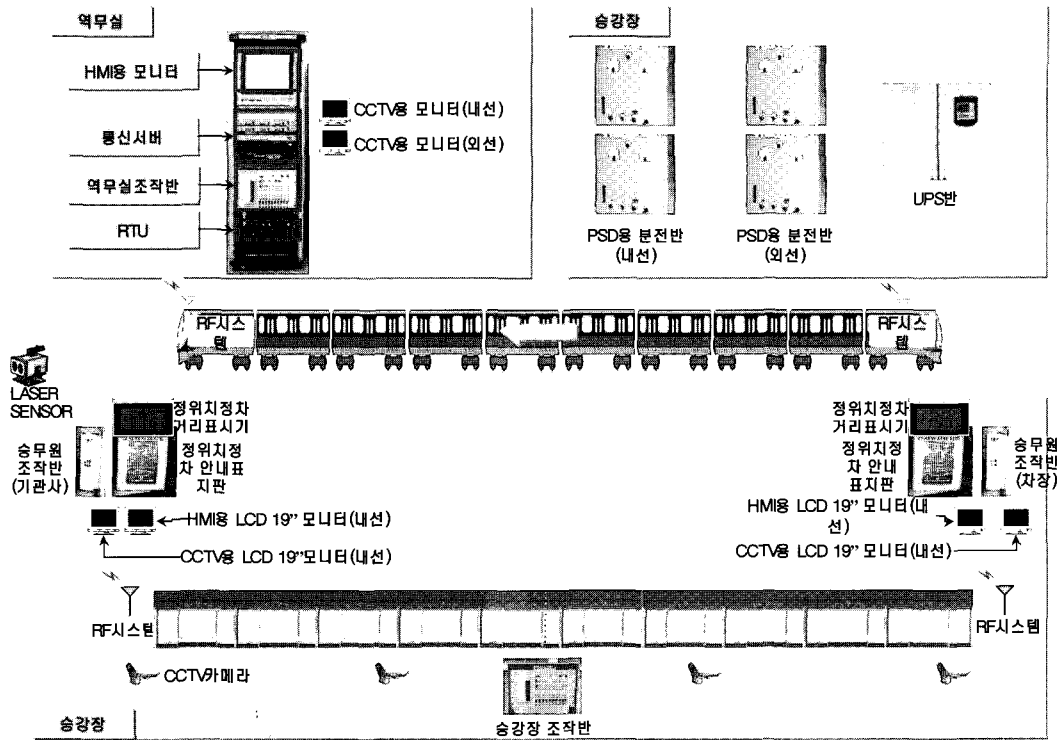 역무실
HMI용 모니터
통신서버
역무실조작반
RTU
CCTV용 모니터(내선)
CCTV용 모니터(외선)
승강장
PSD용 분전반
(내선)
PSD용 분전반
(외선)
UPS반
RF시스
템
RF시스
템
LASER
SENSOR
정위치정차
거리표시기
승무원
조작반
(기관사)
정위치정
차 안내표
지판
HMI용 LCD 19" 모니터(내선)
CCTV용 LCD 19"모니터(내선)
정위치정차
거리표시기
정위치정
차 안내
표지판
승무원
조작반
(차장)
HMI용 LCD 19" 모니터(내
선)
CCTV용 LCD 19" 모니터(내선)
RF시스템
RF시스템
CCTV카메라
승강장 조작반
승강장